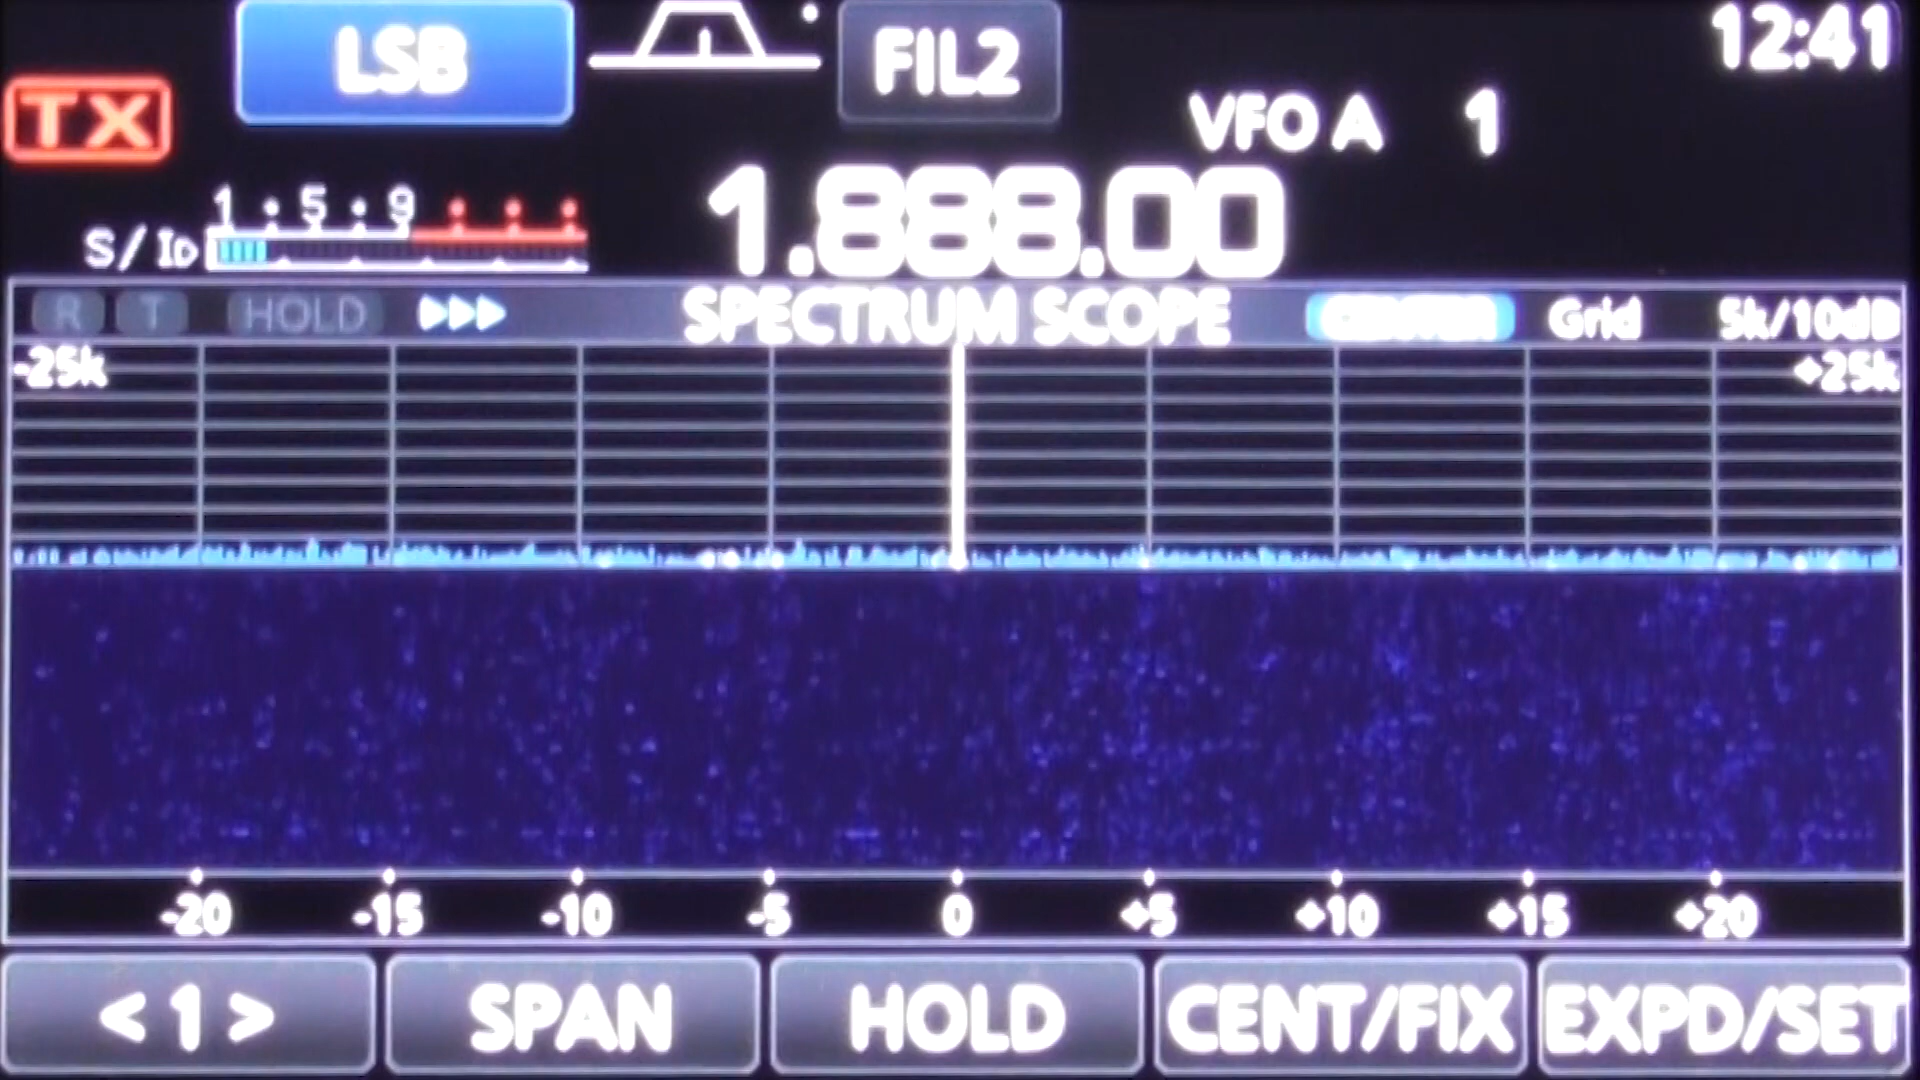 LSB FIL2 12:41
TX
VFO A 1
1 5 9
S/ID
1.888.00
R T HOLD SPECTRUM SCOPE CENTER Grid 5k/10dB
-25k +25k
-20 -15 -10 -5 0 +5 +10 +15 +20
< 1 > SPAN HOLD CENT/FIX EXPD/SET